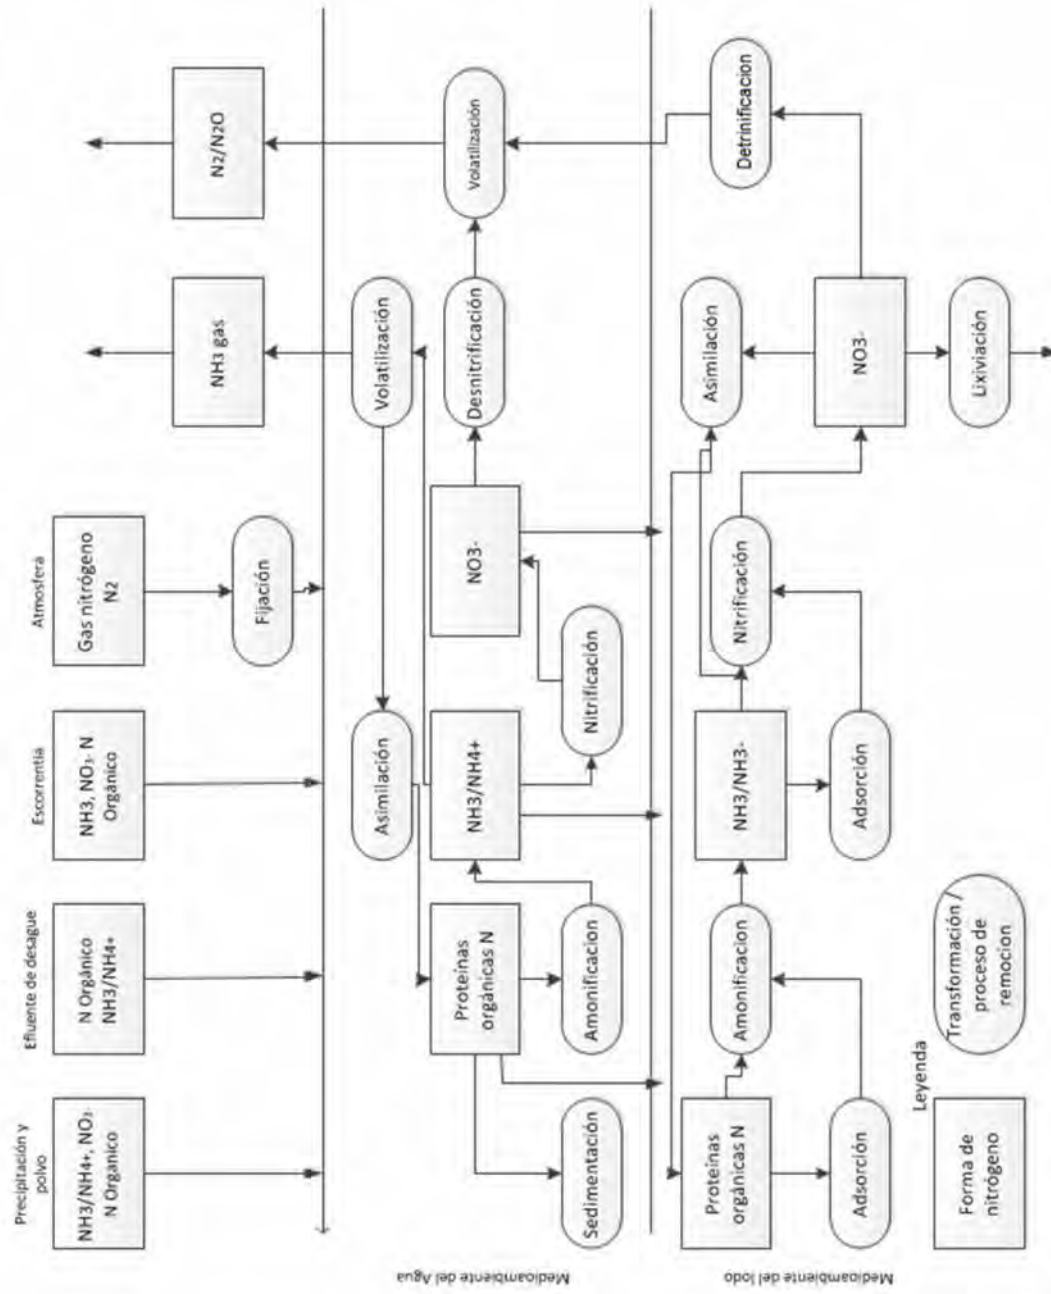 Precipitación y
polvo
Efluente de desague
Escorrentia
Atmosfera
NH3/NH4+, NO3-
N Organico
N Orgánico
NH3/NH4+
NH3, NO3- N
Orgánico
Gas nitrógeno
N2
NH3 gas
N2/N2O
Fijación
Medioambiente del Agua
Asimilación
Volatilización
Proteínas
orgánicas N
NH3/NH4+
NO3-
Desnitrificación
Volatilización
Sedimentación
Amonificacion
Nitrificación
Medioambiente del lodo
Proteinas
orgánicas N
Amonificacion
NH3/NH3-
Nitrificación
Asimilación
Detrinificacion
Adsorción
Adsorción
NO3-
Lixiviación
Leyenda
Forma de
nitrógeno
Transformación /
proceso de
remocion